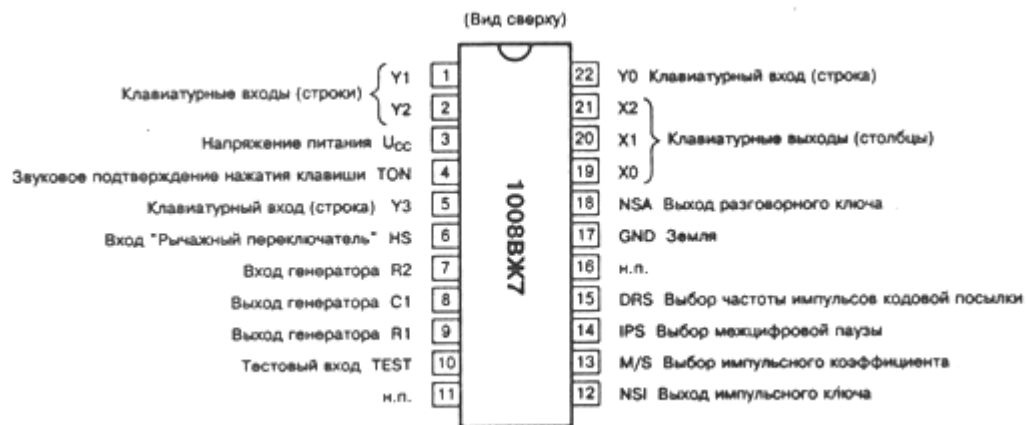 (Вид сверху)
Клавиатурные входы (строки)
Y1 1
Y2 2
Напряжение питания UCC 3
Звуковое подтверждение нажатия клавиши TON 4
Клавиатурный вход (строка) Y3 5
Вход "Рычажный переключатель" HS 6
Вход генератора R2 7
Выход генератора C1 8
Выход генератора R1 9
Тестовый вход TEST 10
н.п. 11
1008ВЖ7
22 Y0 Клавиатурный вход (строка)
21 X2
20 X1
19 X0
Клавиатурные выходы (столбцы)
18 NSA Выход разговорного ключа
17 GND Земля
16 н.п.
15 DRS Выбор частоты импульсов кодовой посылки
14 IPS Выбор межцифровой паузы
13 M/S Выбор импульсного коэффициента
12 NSI Выход импульсного ключа